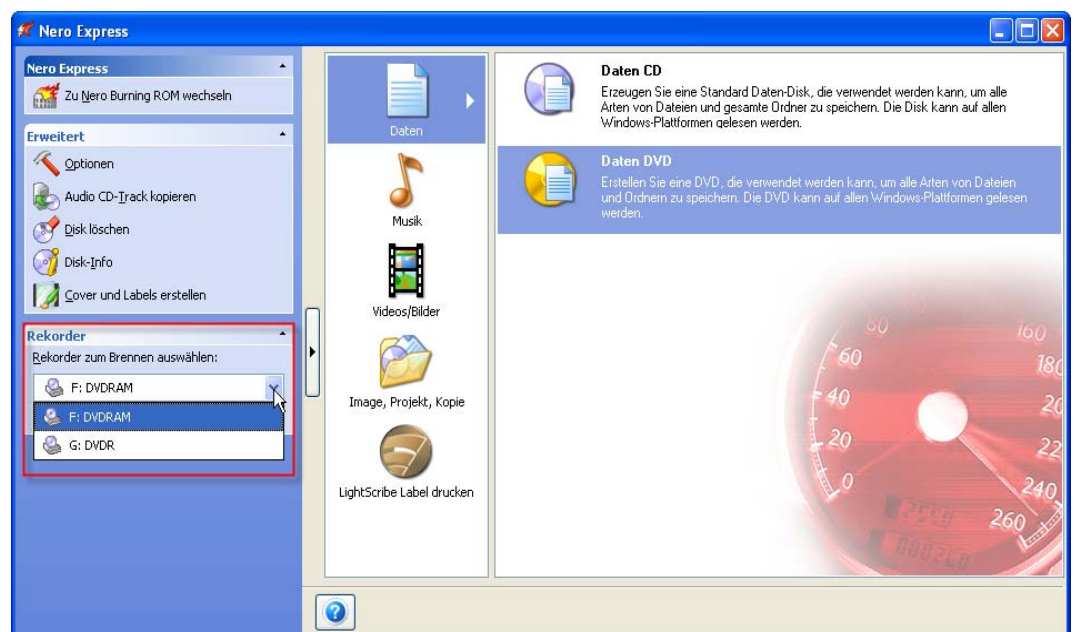 Nero Express
Nero Express
Zu Nero Burning ROM wechseln
Erweitert
Optionen
Audio CD-Track kopieren
Disk löschen
Disk-Info
Cover und Labels erstellen
Rekorder
Rekorder zum Brennen auswählen:
F: DVDRAM
F: DVDRAM
G: DVDR
Daten
Musik
Videos/Bilder
Image, Projekt, Kopie
LightScribe Label drucken
Daten CD
Erzeugen Sie eine Standard Daten-Disk, die verwendet werden kann, um alle
Arten von Dateien und gesamte Ordner zu speichern. Die Disk kann auf allen
Windows-Plattformen gelesen werden.
Daten DVD
Erstellen Sie eine DVD, die verwendet werden kann, um alle Arten von Dateien
und Ordnern zu speichern. Die DVD kann auf allen Windows-Plattformen gelesen
werden.
0
20
40
60
80
160
180
20
22
240
260